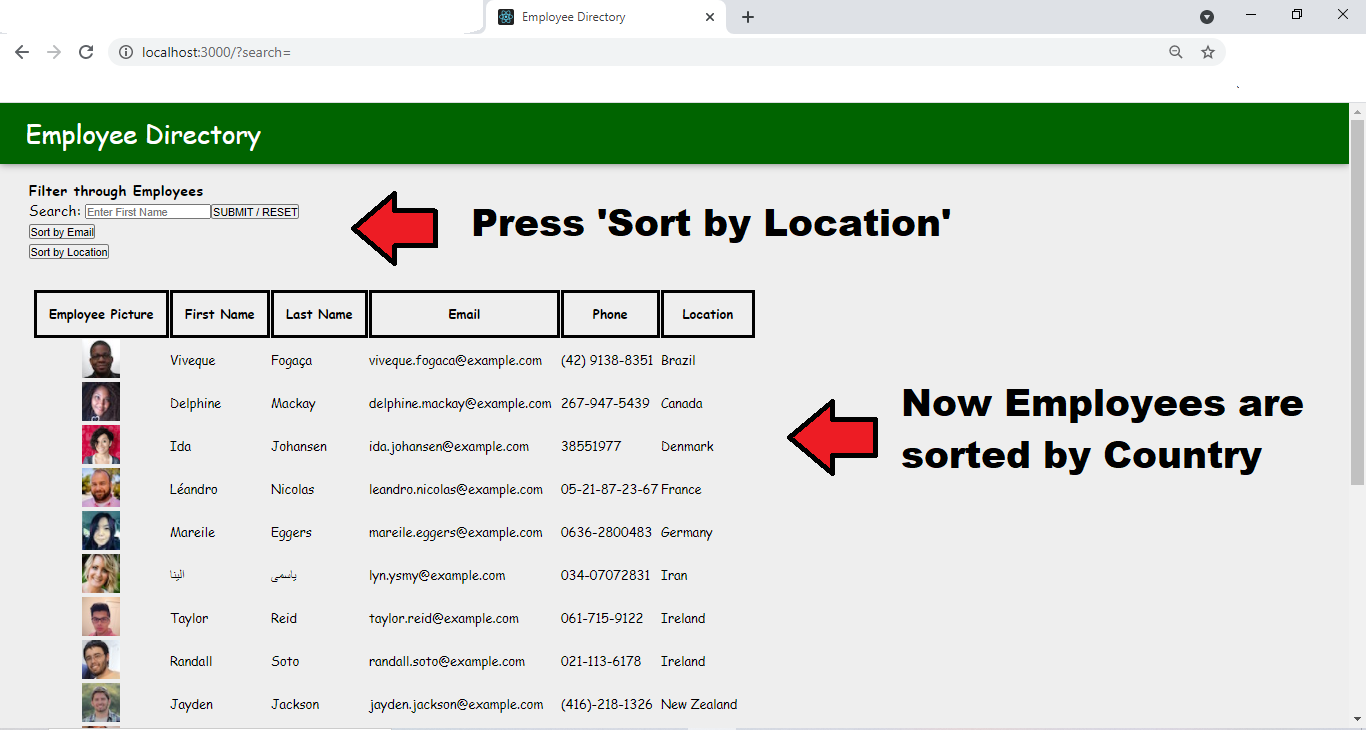 Employee Directory
localhost:3000/?search=
Employee Directory
Filter through Employees
Search: Enter First Name SUBMIT / RESET
Sort by Email
Sort by Location
Press 'Sort by Location'
Employee Picture First Name Last Name Email Phone Location
Viveque Fogaça viveque.fogaca@example.com (42) 9138-8351 Brazil
Delphine Mackay delphine.mackay@example.com 267-947-5439 Canada
Now Employees are
sorted by Country
Ida Johansen ida.johansen@example.com 38551977 Denmark
Léandro Nicolas leandro.nicolas@example.com 05-21-87-23-67 France
Mareile Eggers mareile.eggers@example.com 0636-2800483 Germany
الینا یاسمی lyn.ysmy@example.com 034-07072831 Iran
Taylor Reid taylor.reid@example.com 061-715-9122 Ireland
Randall Soto randall.soto@example.com 021-113-6178 Ireland
Jayden Jackson jayden.jackson@example.com (416)-218-1326 New Zealand